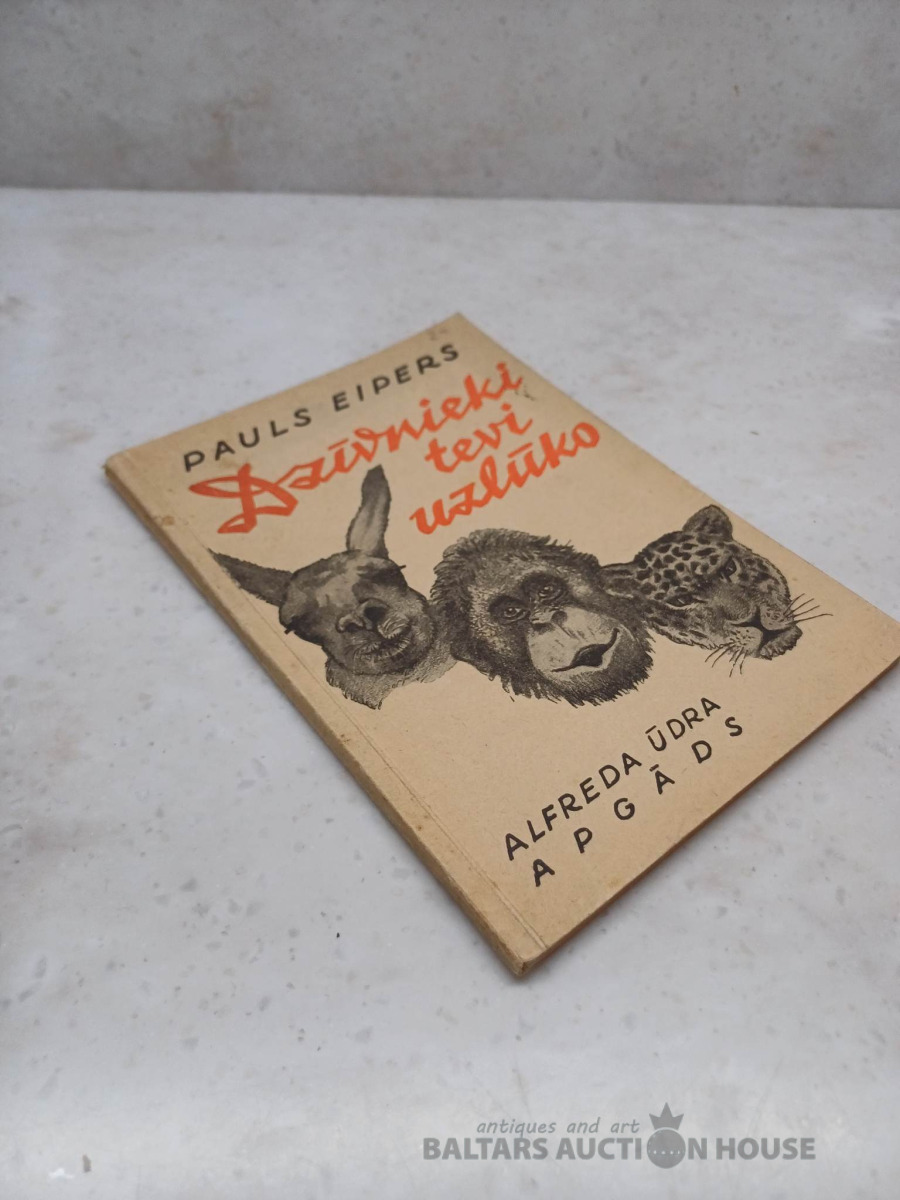 PAULS EIPERS
Dzīvnieki
tevi
uzlūko
ALFREDA ŪDRA
APGĀDS
antiques and art
BALTARS AUCTION HOUSE